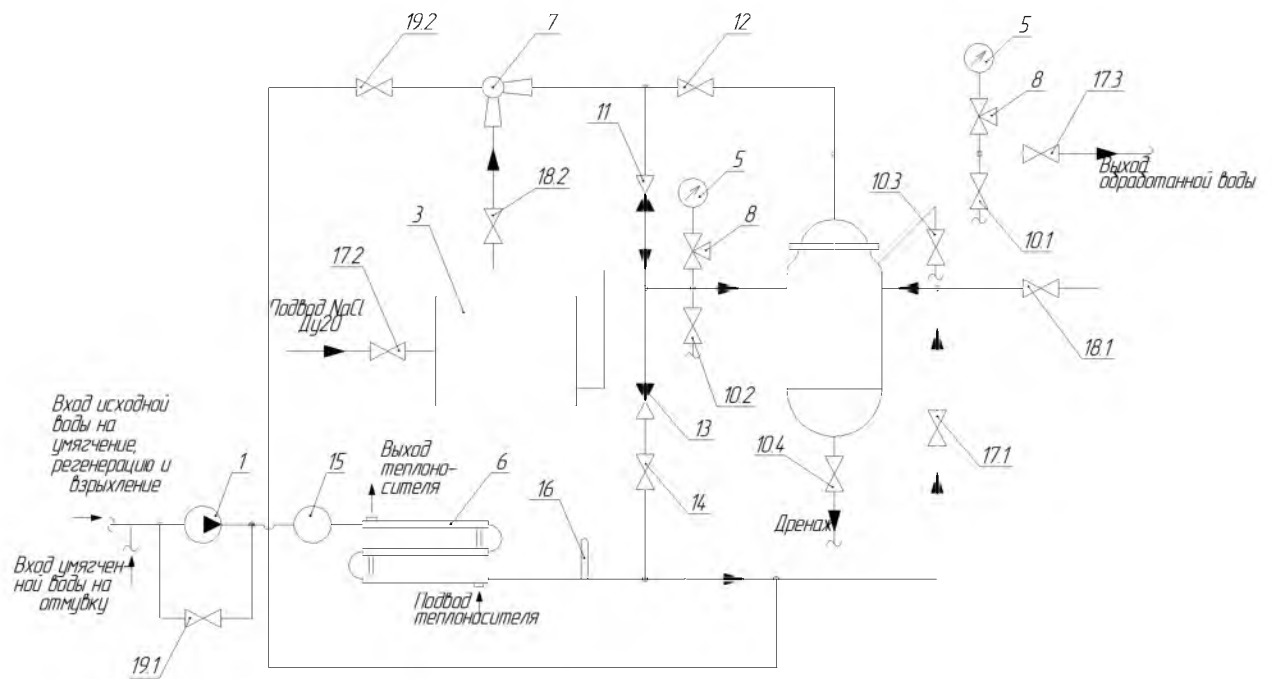 19.2
7
12
5
8
17.3
Выход
обработанной воды
11
5
18.2
10.3
8
10.1
3
17.2
Подвод NaCl
Ду20
18.1
10.2
Вход исходной
воды на
умягчение,
регенерацию и
взрыхление
1
15
Выход
теплоно-
сителя
6
16
13
14
10.4
17.1
Дренаж
Вход умягчен-
ной воды на
отмывку
Подвод
теплоносителя
19.1